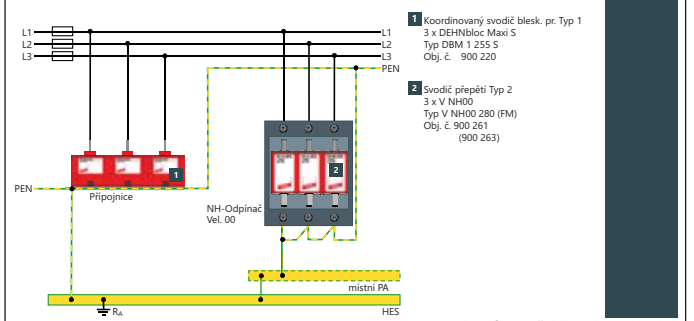 L1
L2
L3
L1
L2
L3
PEN
1 Koordinovaný svodič blesk. pr. Typ 1
3 x DEHNbloc Maxi S
Typ DBM 1 255 S
Obj. č. 900 220
2 Svodič přepětí Typ 2
3 x V NH00
Typ V NH00 280 (FM)
Obj. č. 900 261
(900 263)
1
2
PEN
Připojnice
NH-Odpínač
Vel. 00
místní PA
RA
HES